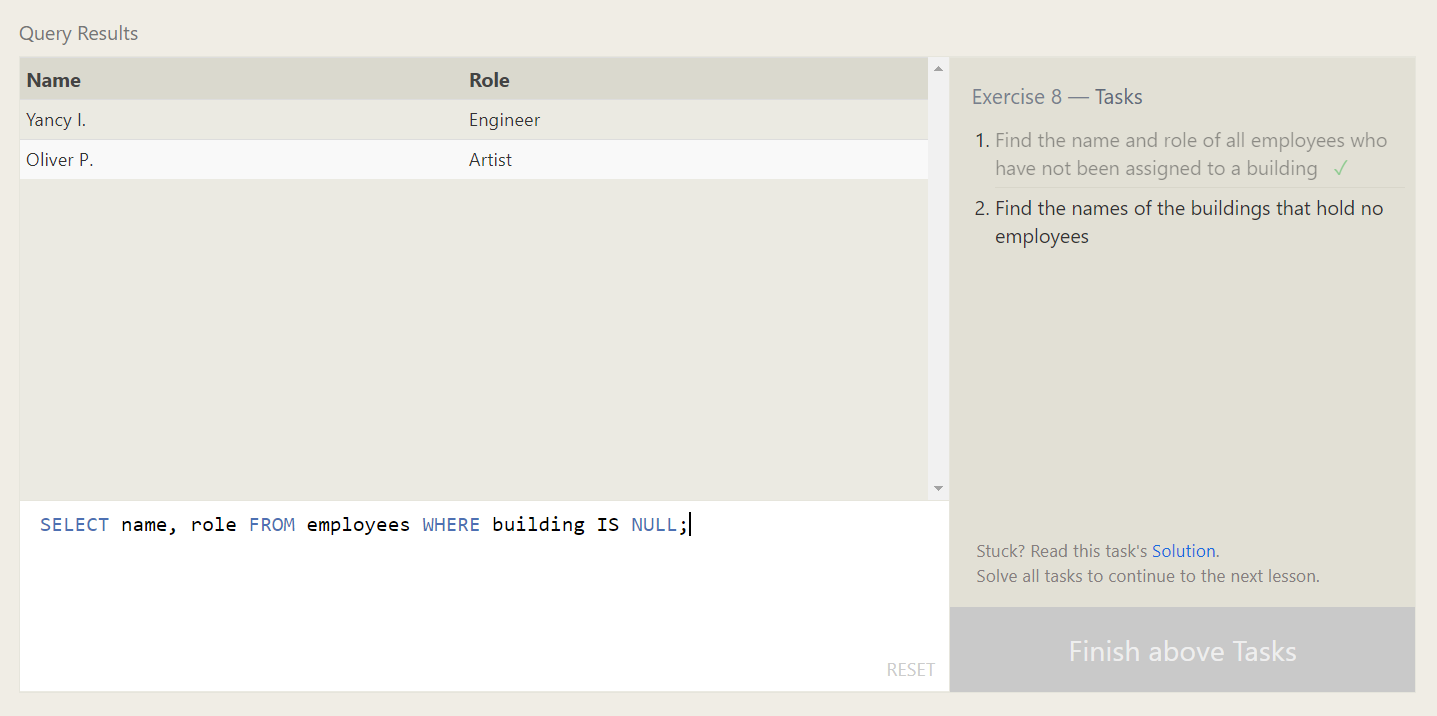 Query Results
Name Role
Yancy I. Engineer
Oliver P. Artist
SELECT name, role FROM employees WHERE building IS NULL;
RESET
Exercise 8 — Tasks
1. Find the name and role of all employees who
have not been assigned to a building ✓
2. Find the names of the buildings that hold no
employees
Stuck? Read this task's Solution.
Solve all tasks to continue to the next lesson.
Finish above Tasks